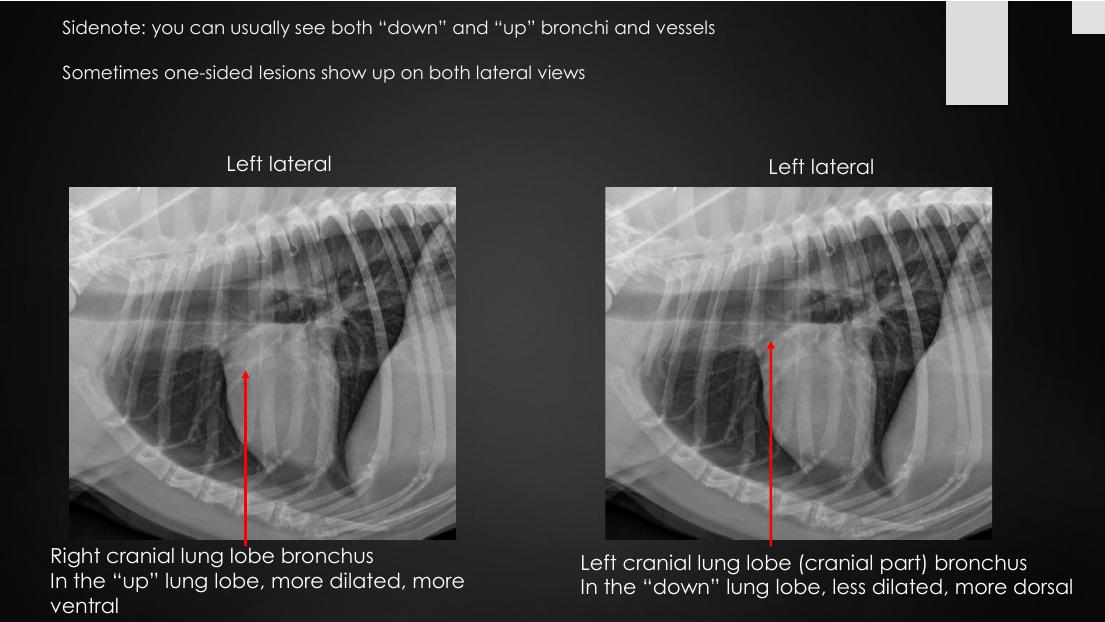 Sidenote: you can usually see both “down” and “up” bronchi and vessels
Sometimes one-sided lesions show up on both lateral views
Left lateral
Left lateral
Right cranial lung lobe bronchus
In the “up” lung lobe, more dilated, more
ventral
Left cranial lung lobe (cranial part) bronchus
In the “down” lung lobe, less dilated, more dorsal